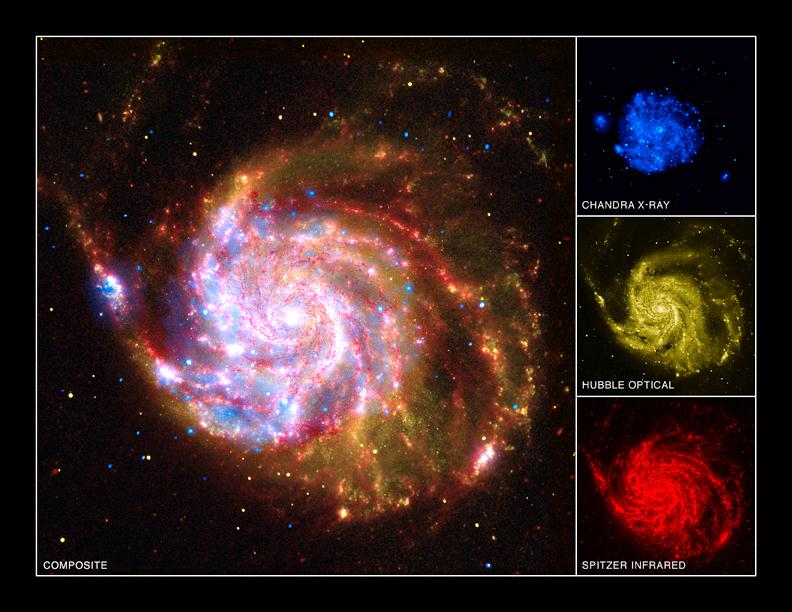 CHANDRA X-RAY
HUBBLE OPTICAL
COMPOSITE
SPITZER INFRARED